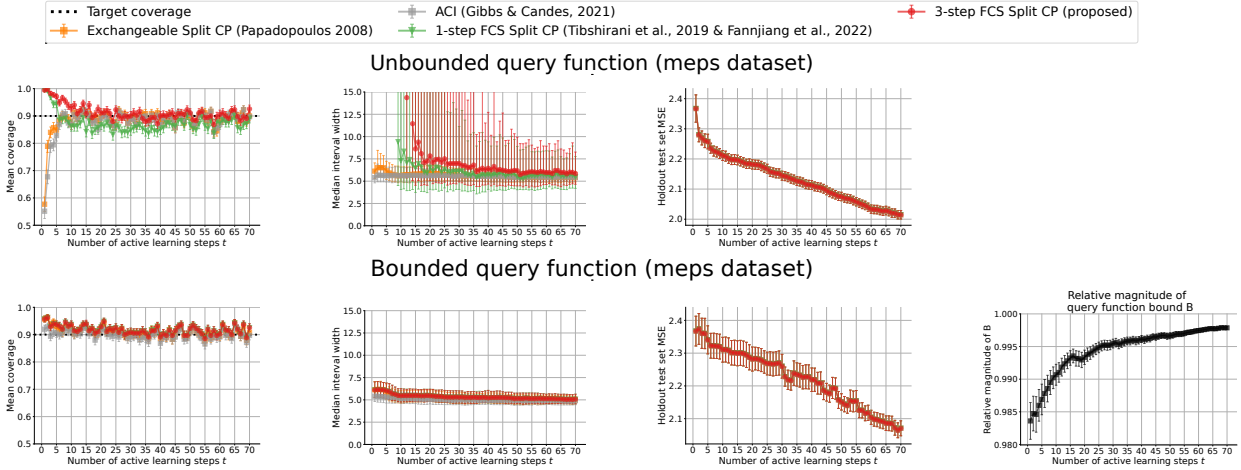 Target coverage
Exchangeable Split CP (Papadopoulos 2008)
ACI (Gibbs & Candes, 2021)
1-step FCS Split CP (Tibshirani et al., 2019 & Fannjiang et al., 2022)
3-step FCS Split CP (proposed)
Unbounded query function (meps dataset)
Mean coverage
1.0
0.9
0.8
0.7
0.6
0.5
0 5 10 15 20 25 30 35 40 45 50 55 60 65 70
Number of active learning steps t
Median interval width
15.0
12.5
10.0
7.5
5.0
2.5
0.0
0 5 10 15 20 25 30 35 40 45 50 55 60 65 70
Number of active learning steps t
Holdout test set MSE
2.4
2.3
2.2
2.1
2.0
0 5 10 15 20 25 30 35 40 45 50 55 60 65 70
Number of active learning steps t
Bounded query function (meps dataset)
Mean coverage
1.0
0.9
0.8
0.7
0.6
0.5
0 5 10 15 20 25 30 35 40 45 50 55 60 65 70
Number of active learning steps t
Median interval width
15.0
12.5
10.0
7.5
5.0
2.5
0.0
0 5 10 15 20 25 30 35 40 45 50 55 60 65 70
Number of active learning steps t
Holdout test set MSE
2.4
2.3
2.2
2.1
0 5 10 15 20 25 30 35 40 45 50 55 60 65 70
Number of active learning steps t
Relative magnitude of
query function bound B
Relative magnitude of B
1.000
0.995
0.990
0.985
0.980
0 5 10 15 20 25 30 35 40 45 50 55 60 65 70
Number of active learning steps t